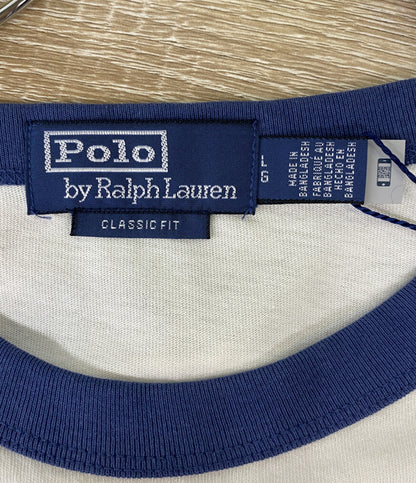 Polo
by Ralph Lauren
CLASSIC FIT
L
G
MADE IN
BANGLADESH
FABRIQUÉ AU
BANGLADESH
HECHO EN
BANGLADESH